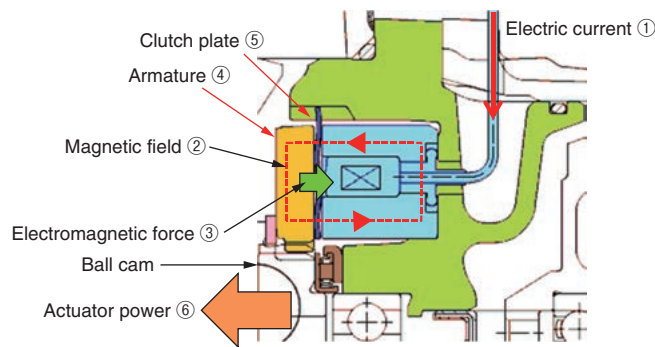 Electric current ①
Clutch plate ⑤
Armature ④
Magnetic field ②
Electromagnetic force ③
Ball cam
Actuator power ⑥